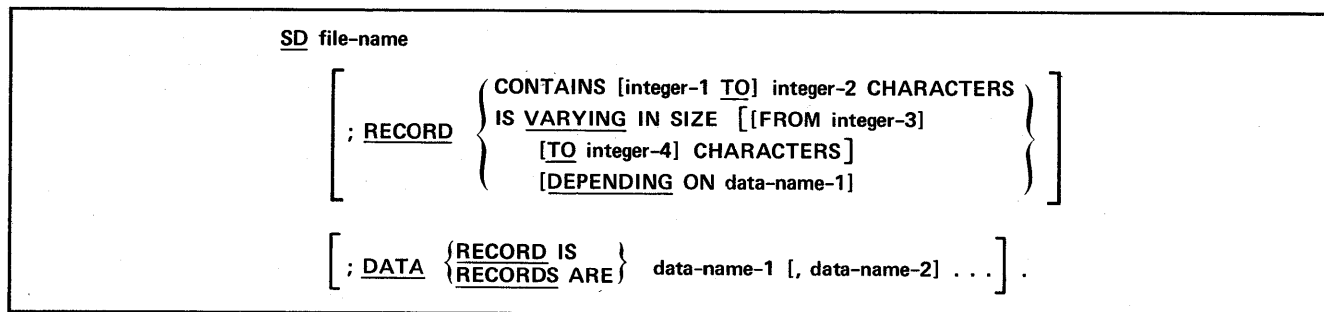 SD file-name
CONTAINS [integer-1 TO] integer-2 CHARACTERS
; RECORD IS VARYING IN SIZE [[FROM integer-3]
[TO integer-4] CHARACTERS]
[DEPENDING ON data-name-1]
[; DATA {RECORD IS
RECORDS ARE} data-name-1 [, data-name-2] . . .] .